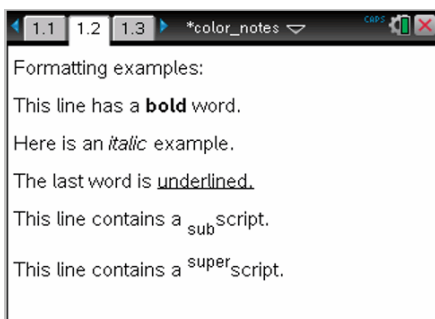 1.1 1.2 1.3 *color_notes CAPS
Formatting examples:
This line has a bold word.
Here is an italic example.
The last word is underlined.
This line contains a subscript.
This line contains a superscript.